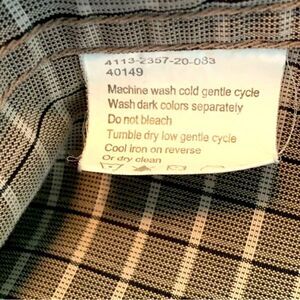 4113-2357-20-083
40149
Machine wash cold gentle cycle
Wash dark colors separately
Do not bleach
Tumble dry low gentle cycle
Cool iron on reverse
Or dry clean